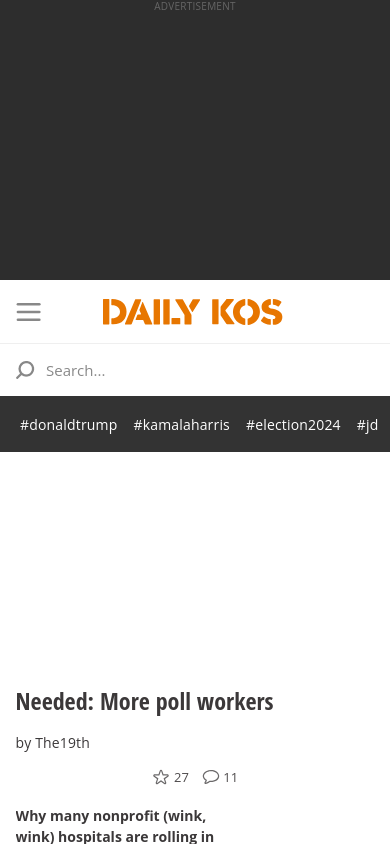 ADVERTISEMENT
DAILY KOS
Search...
#donaldtrump #kamalaharris #election2024 #jd
Needed: More poll workers
by The19th
27 11
Why many nonprofit (wink,
wink) hospitals are rolling in